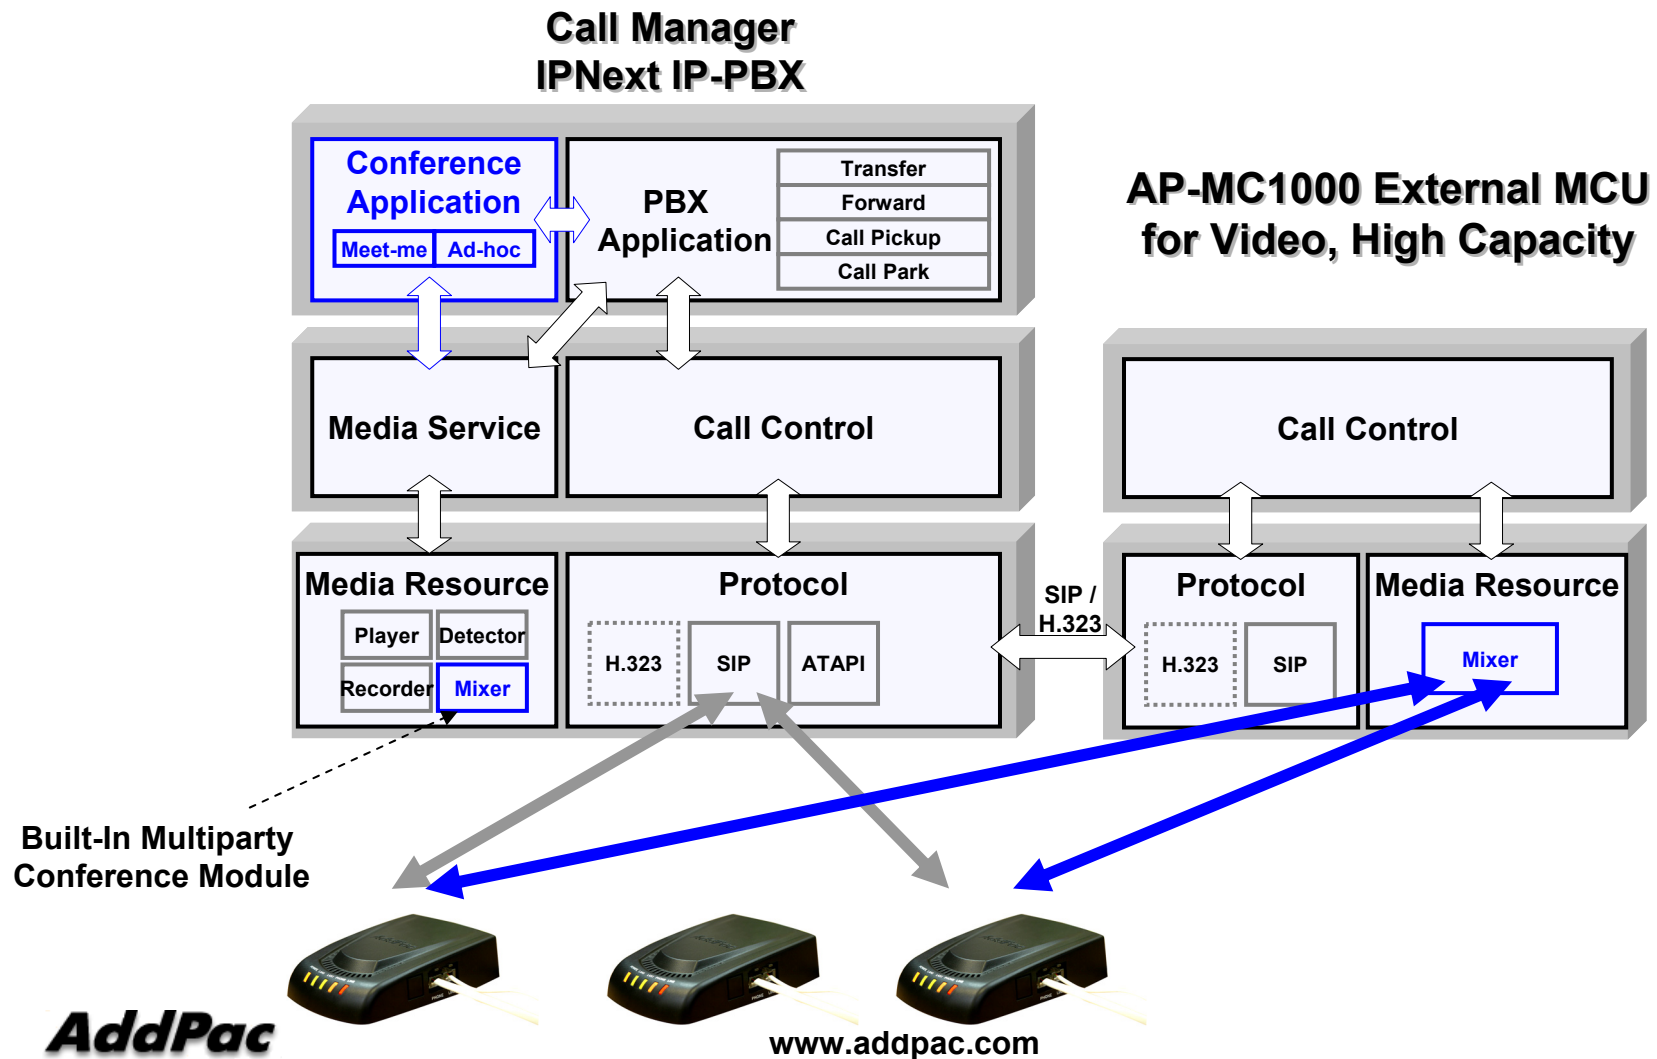 Call Manager
IPNext IP-PBX
Conference
Application
Meet-me Ad-hoc
PBX
Application
Transfer
Forward
Call Pickup
Call Park
AP-MC1000 External MCU
for Video, High Capacity
Media Service
Call Control
Call Control
Media Resource
Player Detector
Recorder Mixer
Protocol
H.323 SIP ATAPI
SIP /
H.323
Protocol
H.323 SIP
Media Resource
Mixer
Built-In Multiparty
Conference Module
AddPac
www.addpac.com